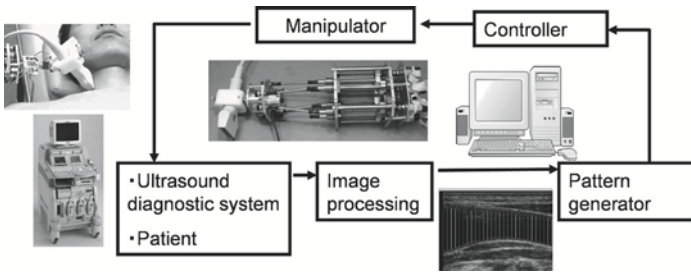 Manipulator
Controller
・Ultrasound
diagnostic system
・Patient
Image
processing
Pattern
generator